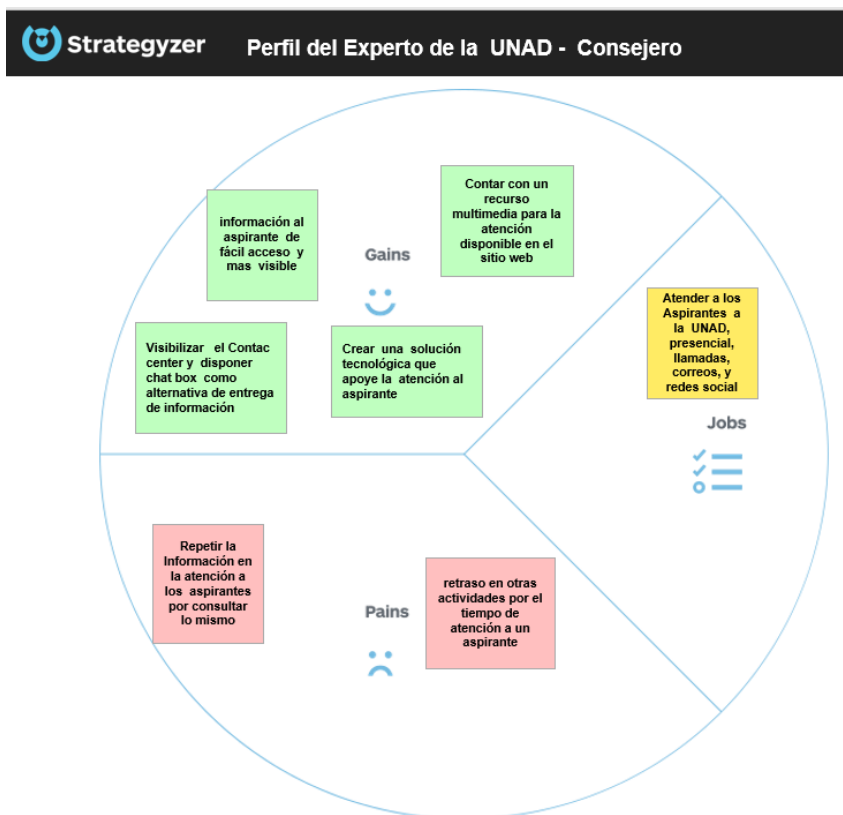 Strategyzer
Perfil del Experto de la UNAD - Consejero
información al
aspirante de
fácil acceso y
mas visible
Contar con un
recurso
multimedia para la
atención
disponible en el
sitio web
Gains
Visibilizar el Contac
center y disponer
chat box como
alternativa de entrega
de información
Crear una solución
tecnológica que
apoye la atención al
aspirante
Atender a los
Aspirantes a
la UNAD,
presencial,
llamadas,
correos, y
redes social
Jobs
Repetir la
Información en
la atención a
los aspirantes
por consultar
lo mismo
Pains
retraso en otras
actividades por el
tiempo de
atención a un
aspirante